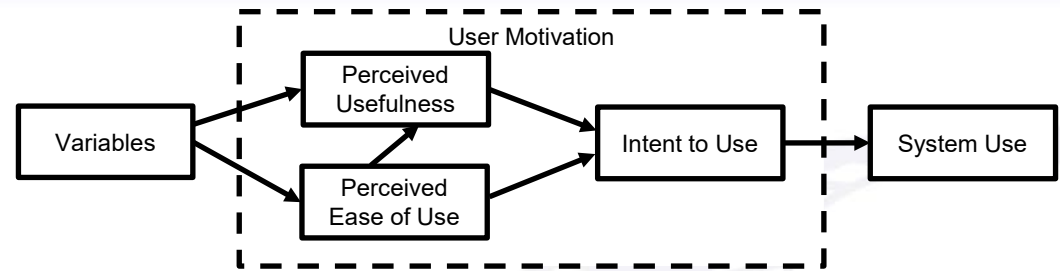 User Motivation
Perceived
Usefulness
Variables
Intent to Use
System Use
Perceived
Ease of Use